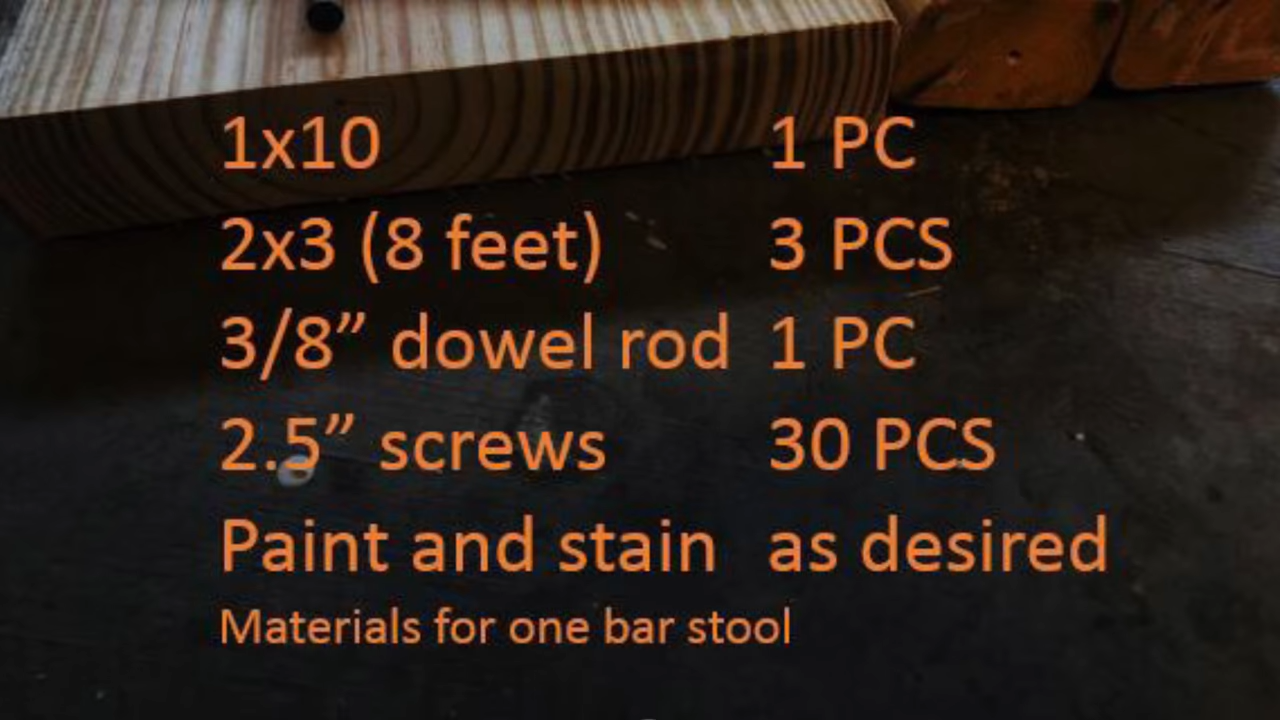 1x10 1 PC
2x3 (8 feet) 3 PCS
3/8” dowel rod 1 PC
2.5” screws 30 PCS
Paint and stain as desired
Materials for one bar stool